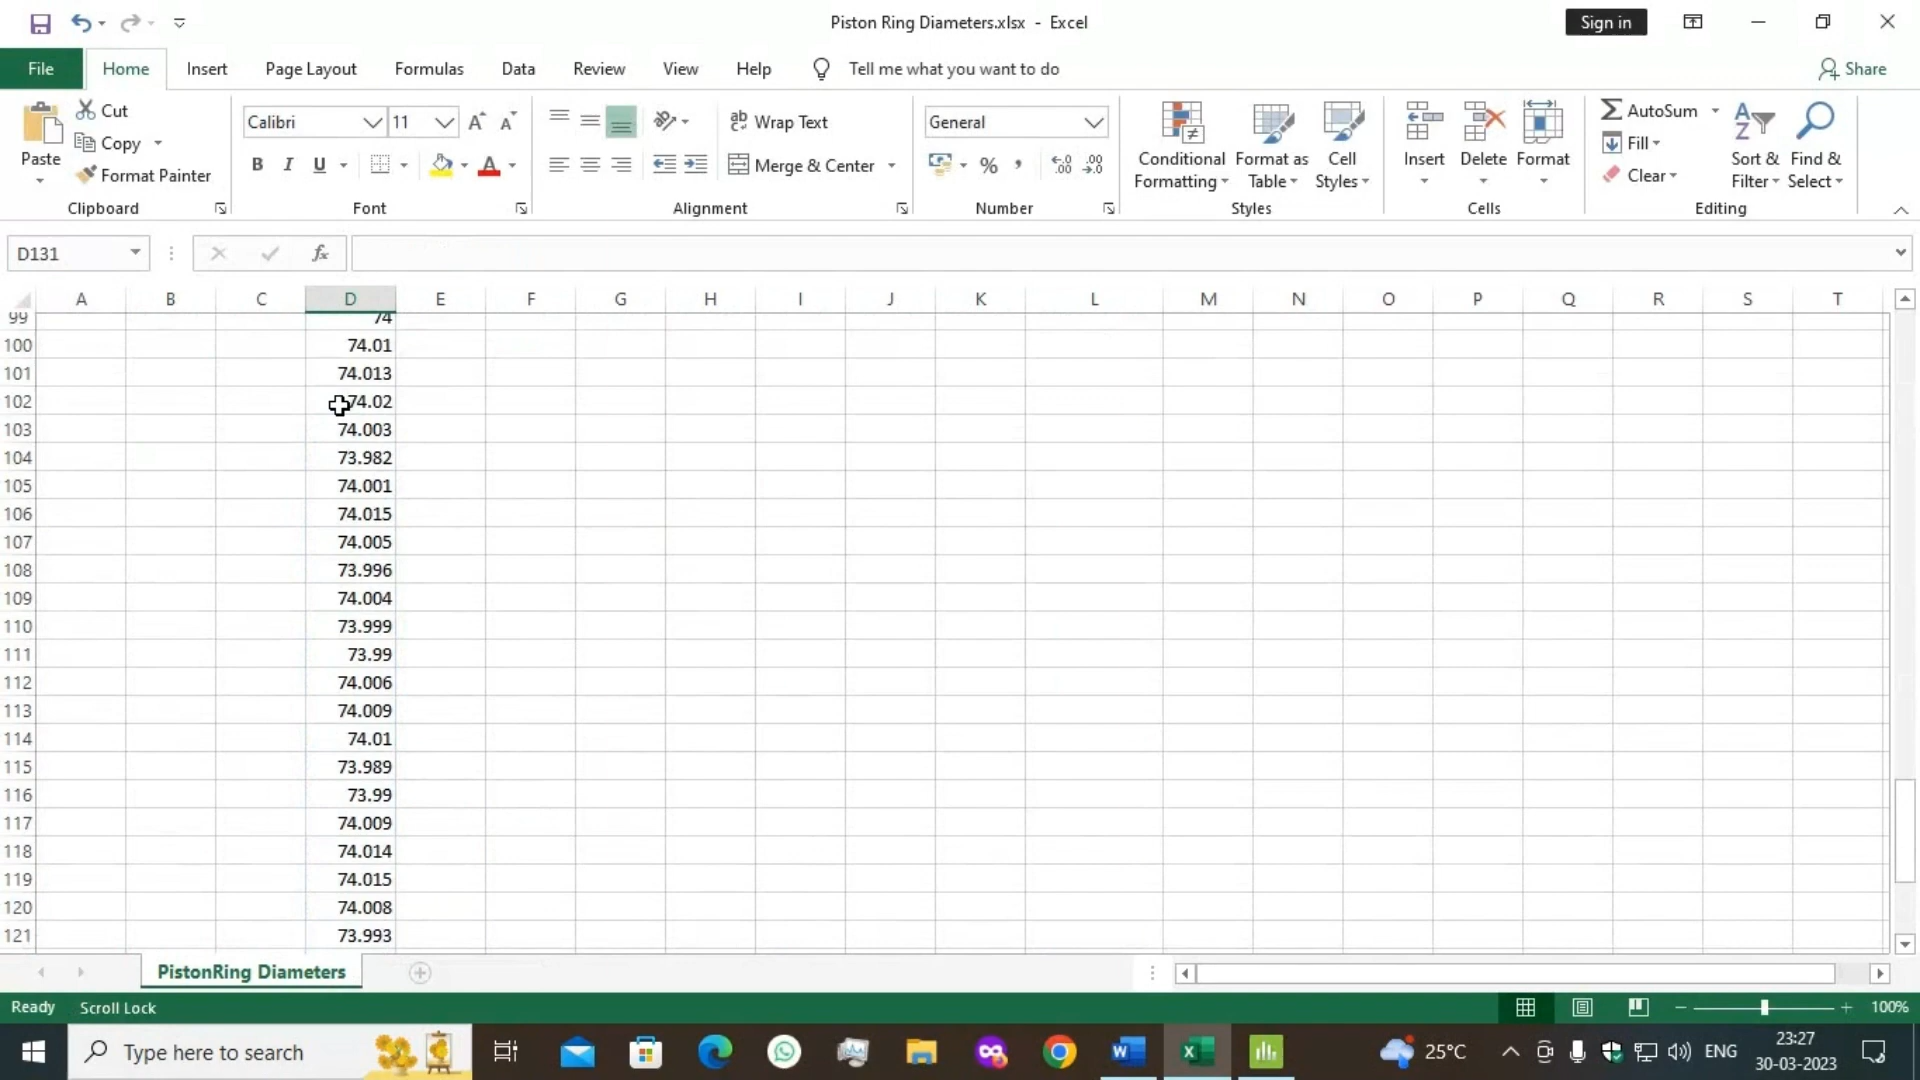 Piston Ring Diameters.xlsx - Excel
Sign in
File Home Insert Page Layout Formulas Data Review View Help Tell me what you want to do Share
Paste
Cut
Copy
Format Painter
Clipboard
Calibri 11
B I U A
Font
Wrap Text
Merge & Center
Alignment
General
%
Number
Conditional Formatting
Format as Table
Cell Styles
Styles
Insert
Delete
Format
Cells
AutoSum
Fill
Clear
Sort & Filter
Find & Select
Editing
D131 fx
A B C D E F G H I J K L M N O P Q R S T
99 74
100 74.01
101 74.013
102 74.02
103 74.003
104 73.982
105 74.001
106 74.015
107 74.005
108 73.996
109 74.004
110 73.999
111 73.99
112 74.006
113 74.009
114 74.01
115 73.989
116 73.99
117 74.009
118 74.014
119 74.015
120 74.008
121 73.993
PistonRing Diameters
Ready Scroll Lock 100%
Type here to search
25°C ENG
23:27
30-03-2023